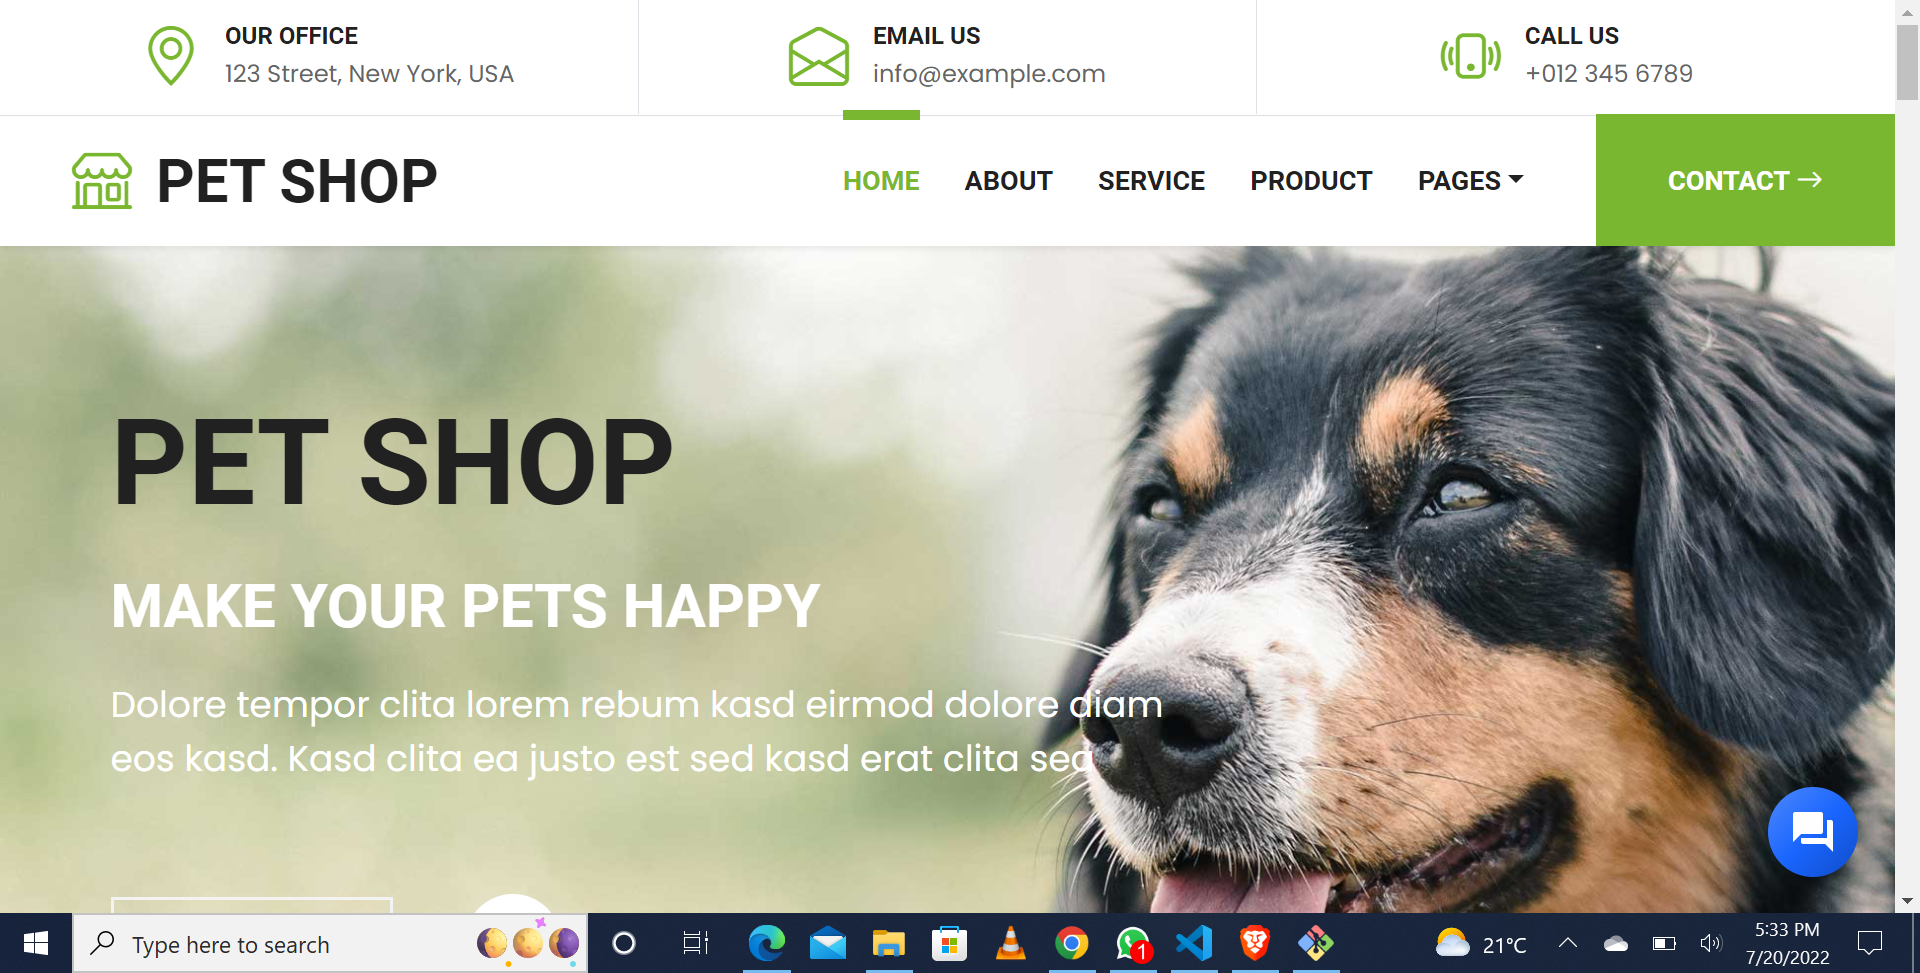 OUR OFFICE
123 Street, New York, USA
EMAIL US
info@example.com
CALL US
+012 345 6789
PET SHOP
HOME
ABOUT
SERVICE
PRODUCT
PAGES
CONTACT
PET SHOP
MAKE YOUR PETS HAPPY
Dolore tempor clita lorem rebum kasd eirmod dolore diam
eos kasd. Kasd clita ea justo est sed kasd erat clita sea
Type here to search
1
21°C
5:33 PM
7/20/2022